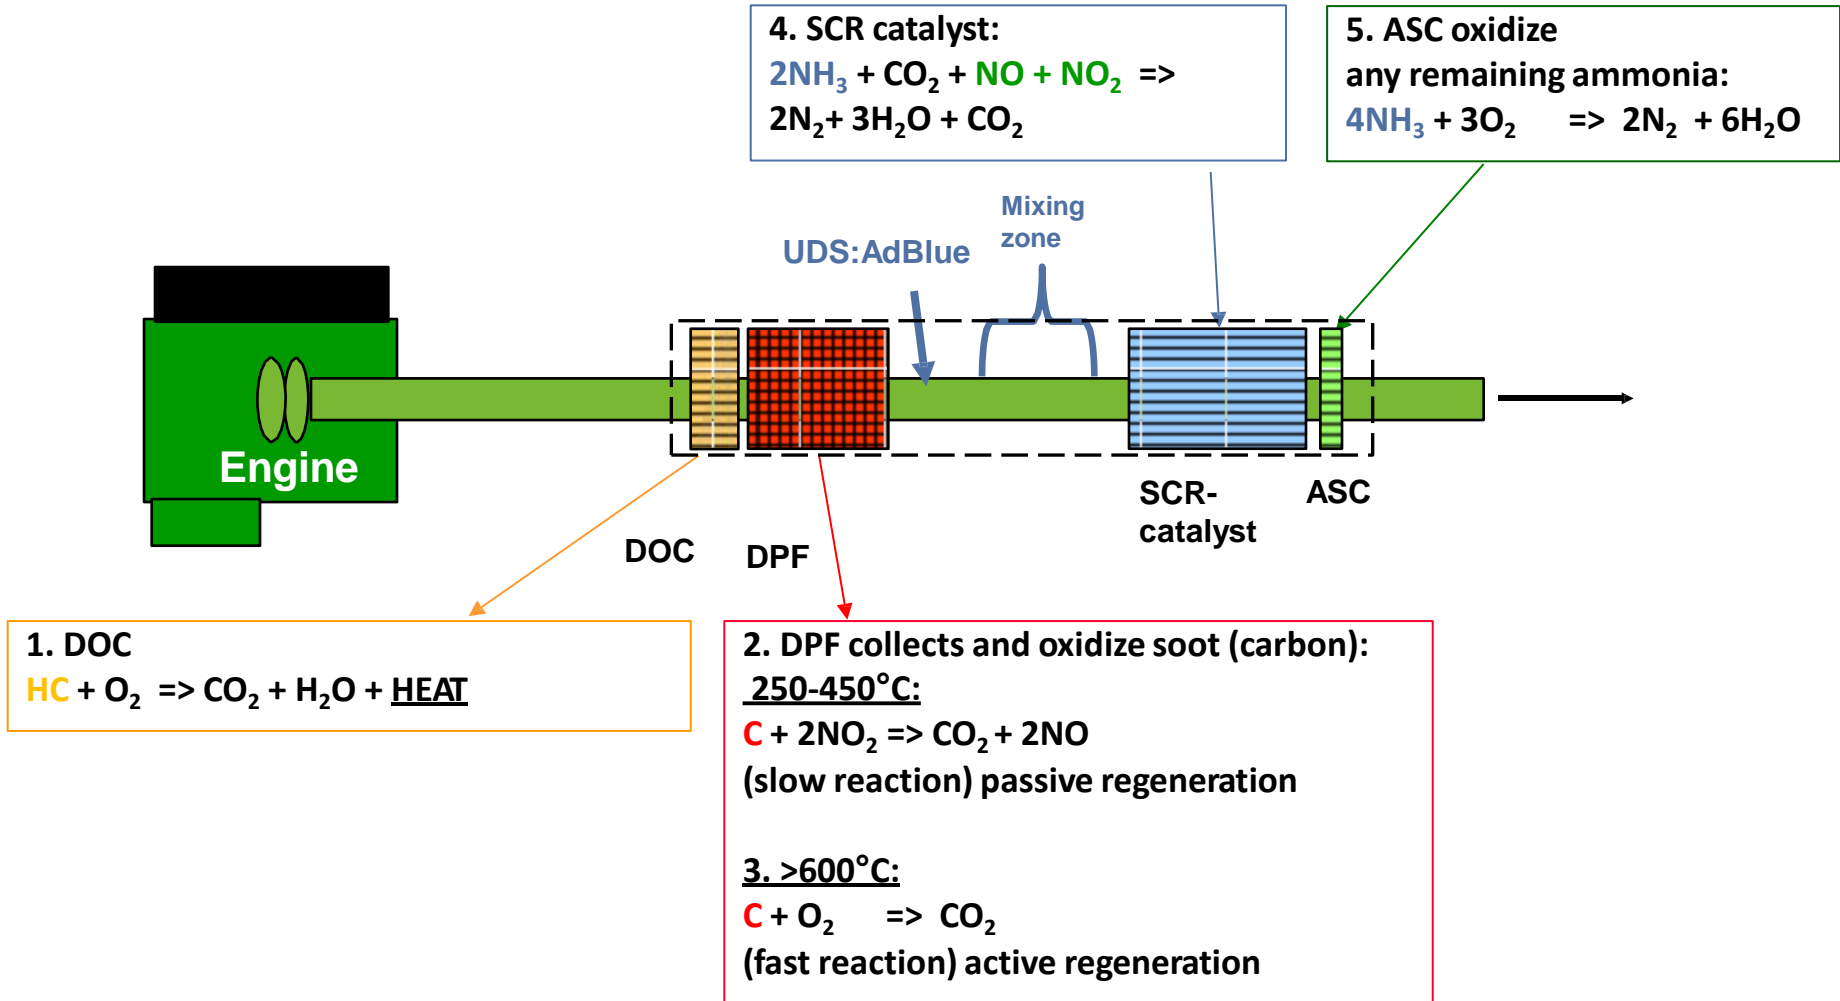 4. SCR catalyst:
2NH₃ + CO₂ + NO + NO₂ =>
2N₂+ 3H₂O + CO₂
5. ASC oxidize
any remaining ammonia:
4NH₃ + 3O₂ => 2N₂ + 6H₂O
Mixing
zone
UDS:AdBlue
Engine
SCR-
catalyst
ASC
DOC
DPF
1. DOC
HC + O₂ => CO₂ + H₂O + HEAT
2. DPF collects and oxidize soot (carbon):
250-450°C:
C + 2NO₂ => CO₂ + 2NO
(slow reaction) passive regeneration
3. >600°C:
C + O₂ => CO₂
(fast reaction) active regeneration